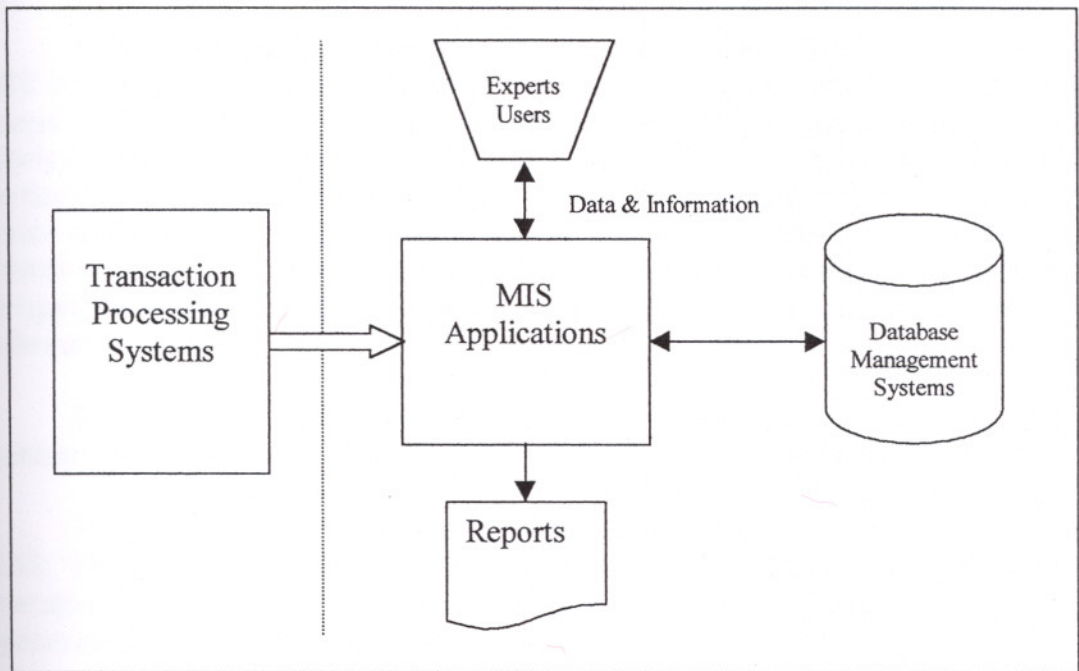 Experts
Users
Data & Information
Transaction
Processing
Systems
MIS
Applications
Database
Management
Systems
Reports